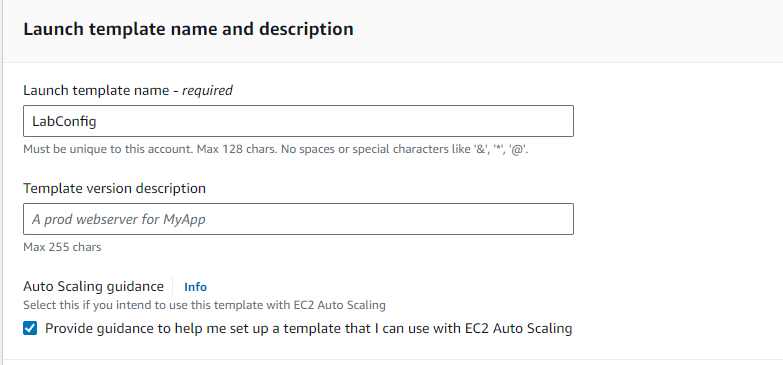 Launch template name and description
Launch template name - required
LabConfig
Must be unique to this account. Max 128 chars. No spaces or special characters like '&', '*', '@'.
Template version description
A prod webserver for MyApp
Max 255 chars
Auto Scaling guidance Info
Select this if you intend to use this template with EC2 Auto Scaling
Provide guidance to help me set up a template that I can use with EC2 Auto Scaling